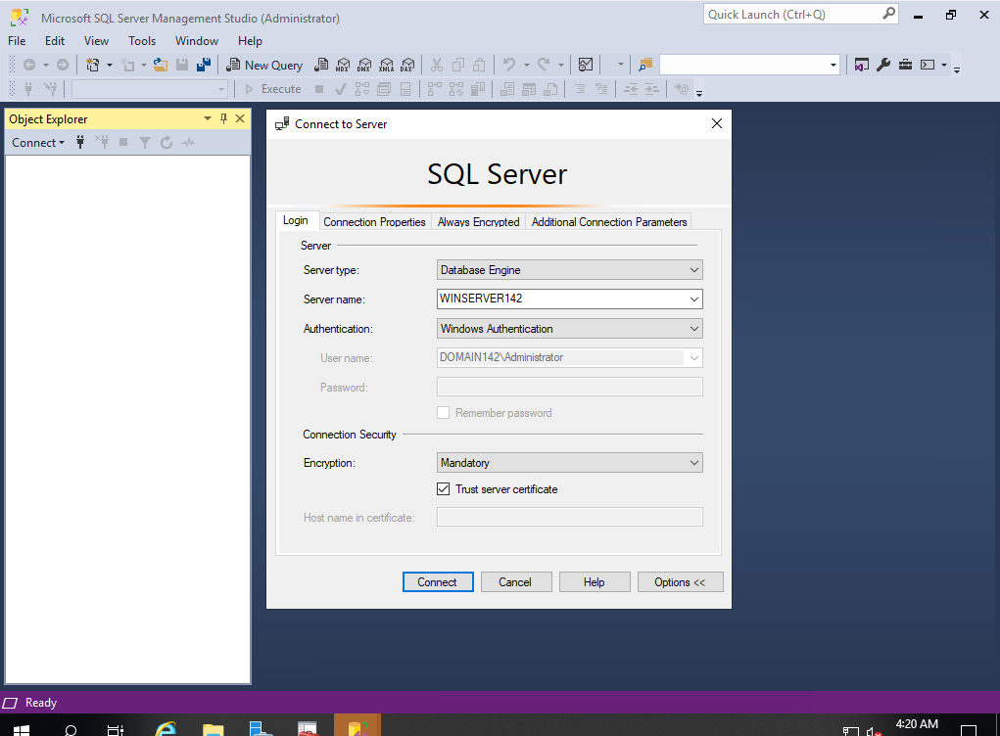 Microsoft SQL Server Management Studio (Administrator)
Quick Launch (Ctrl+Q)
File Edit View Tools Window Help
New Query
MDX DMX XMLA DAX
Execute
Object Explorer
Connect
Connect to Server
SQL Server
Login Connection Properties Always Encrypted Additional Connection Parameters
Server
Server type: Database Engine
Server name: WINSERVER142
Authentication: Windows Authentication
User name: DOMAIN142\Administrator
Password:
Remember password
Connection Security
Encryption: Mandatory
Trust server certificate
Host name in certificate:
Connect Cancel Help Options <<
Ready
4:20 AM